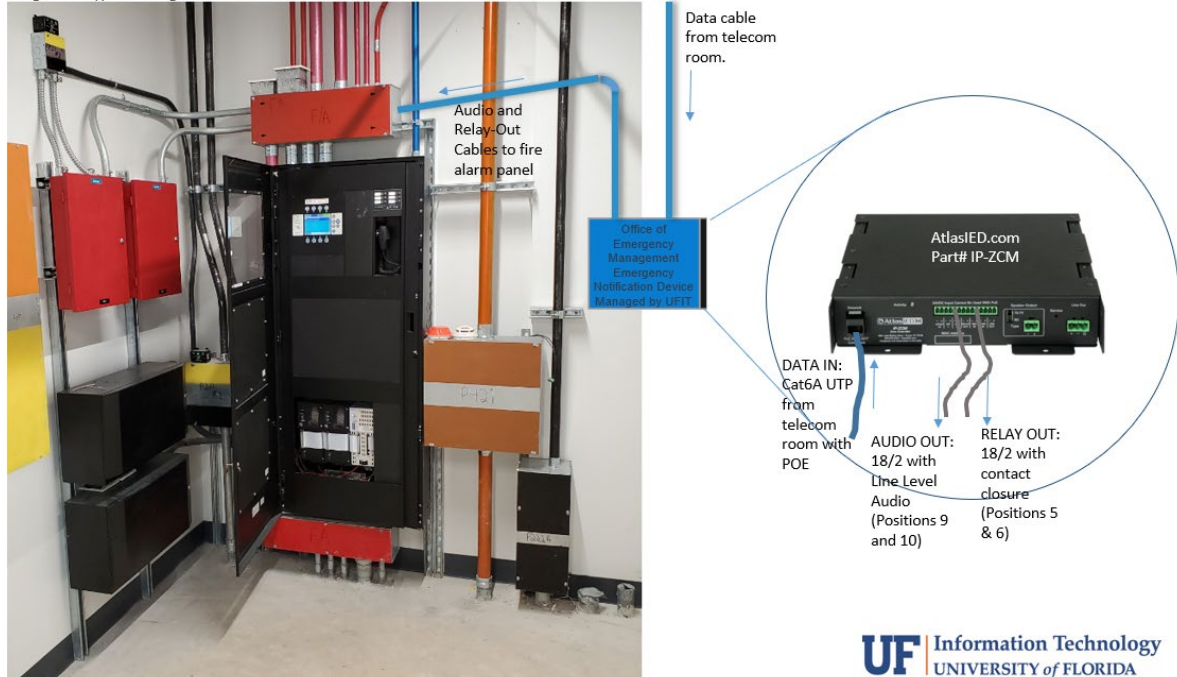 Data cable
from telecom
room.
F/A
Audio and
Relay-Out
Cables to fire
alarm panel
Office of
Emergency
Management
Emergency
Notification Device
Managed by UFIT
AtlasIED.com
Part# IP-ZCM
DATA IN:
Cat6A UTP
from
telecom
room with
POE
AUDIO OUT:
18/2 with
Line Level
Audio
(Positions 9
and 10)
RELAY OUT:
18/2 with
contact
closure
(Positions 5
& 6)
P421
FA
UF Information Technology
UNIVERSITY of FLORIDA